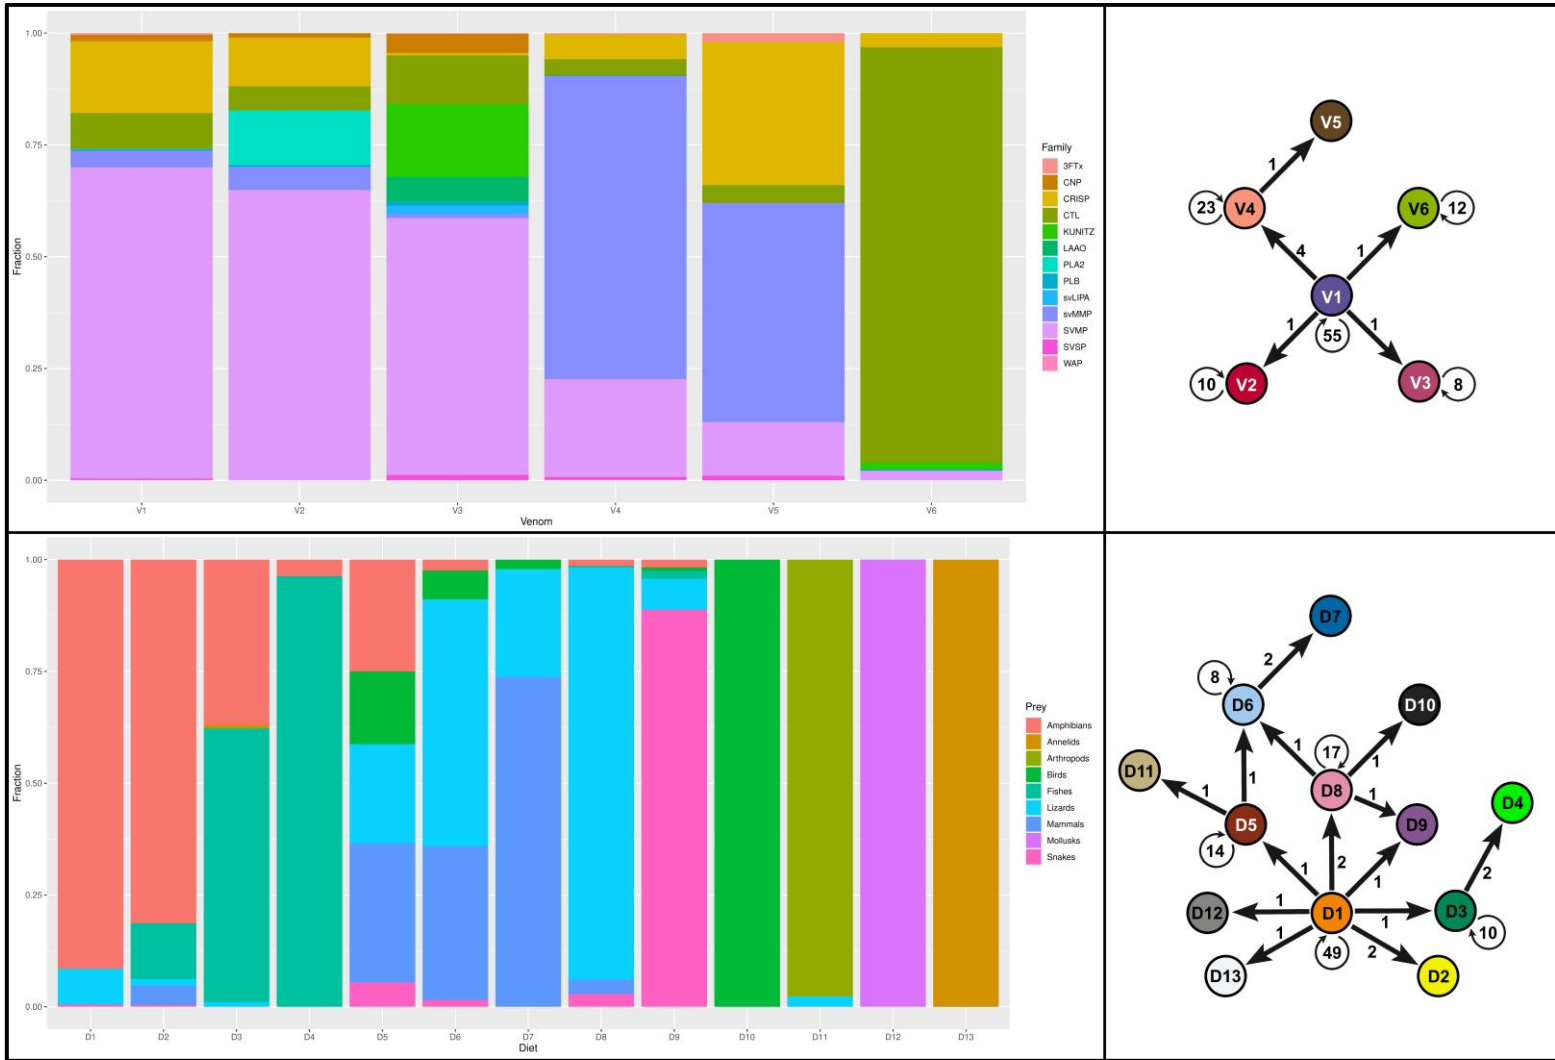 1.00
0.75
0.50
0.25
0.00
Fraction
V1 V2 V3 V4 V5 V6
Venom
Family
3FTx
CNP
CRISP
CTL
KUNITZ
LAAO
PLA2
PLB
svLIPA
svMMP
SVMP
SVSP
WAP
V5
1
23 V4 V6 12
4 1
V1
1 55 1
10 V2 V3 8
1.00
0.75
0.50
0.25
0.00
Fraction
D1 D2 D3 D4 D5 D6 D7 D8 D9 D10 D11 D12 D13
Diet
Prey
Amphibians
Annelids
Arthropods
Birds
Fishes
Lizards
Mammals
Mollusks
Snakes
D7
2
8
D6 D10
17
1 1
D11 D8
1 1 1 D4
D5 D9
14
1 2 1 2
D12 1 D1 1 D3
10
1 49 2
D13 D2